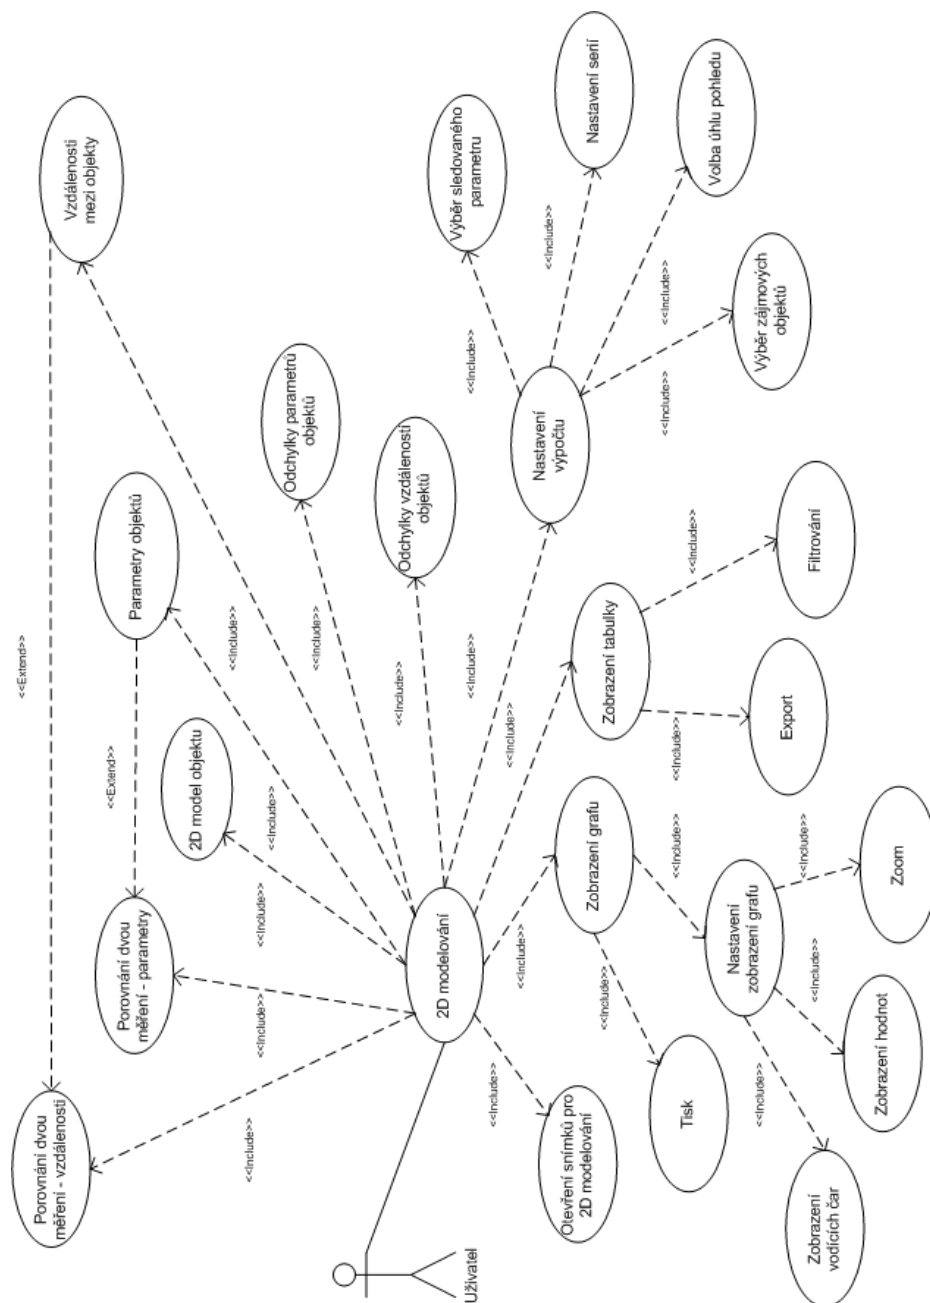 Porovnání dvou
měření - vzdálenosti
<<Extend>>
Vzdálenosti
mezi objekty
Porovnání dvou
měření - parametry
<<Extend>>
Parametry objektů
2D model objektu
<<Include>>
<<Include>>
<<Include>>
<<Include>>
<<Include>>
Odchylky parametrů
objektů
<<Include>>
<<Include>>
Odchylky vzdálenosti
objektů
Uživatel
2D modelování
<<Include>>
<<Include>>
Výběr sledovaného
parametru
<<Include>>
<<Include>>
<<Include>>
Nastavení
výpočtu
<<Include>>
Nastavení serií
Otevření snímků pro
2D modelování
Zobrazení grafu
Zobrazení tabulky
<<Include>>
<<Include>>
<<Include>>
<<Include>>
<<Include>>
<<Include>>
Tisk
Volba úhlu pohledu
Nastavení
zobrazení grafu
Výběr zájmových
objektů
<<Include>>
Export
Filtrování
<<Include>>
<<Include>>
Zobrazení
vodících čar
Zobrazení hodnot
Zoom